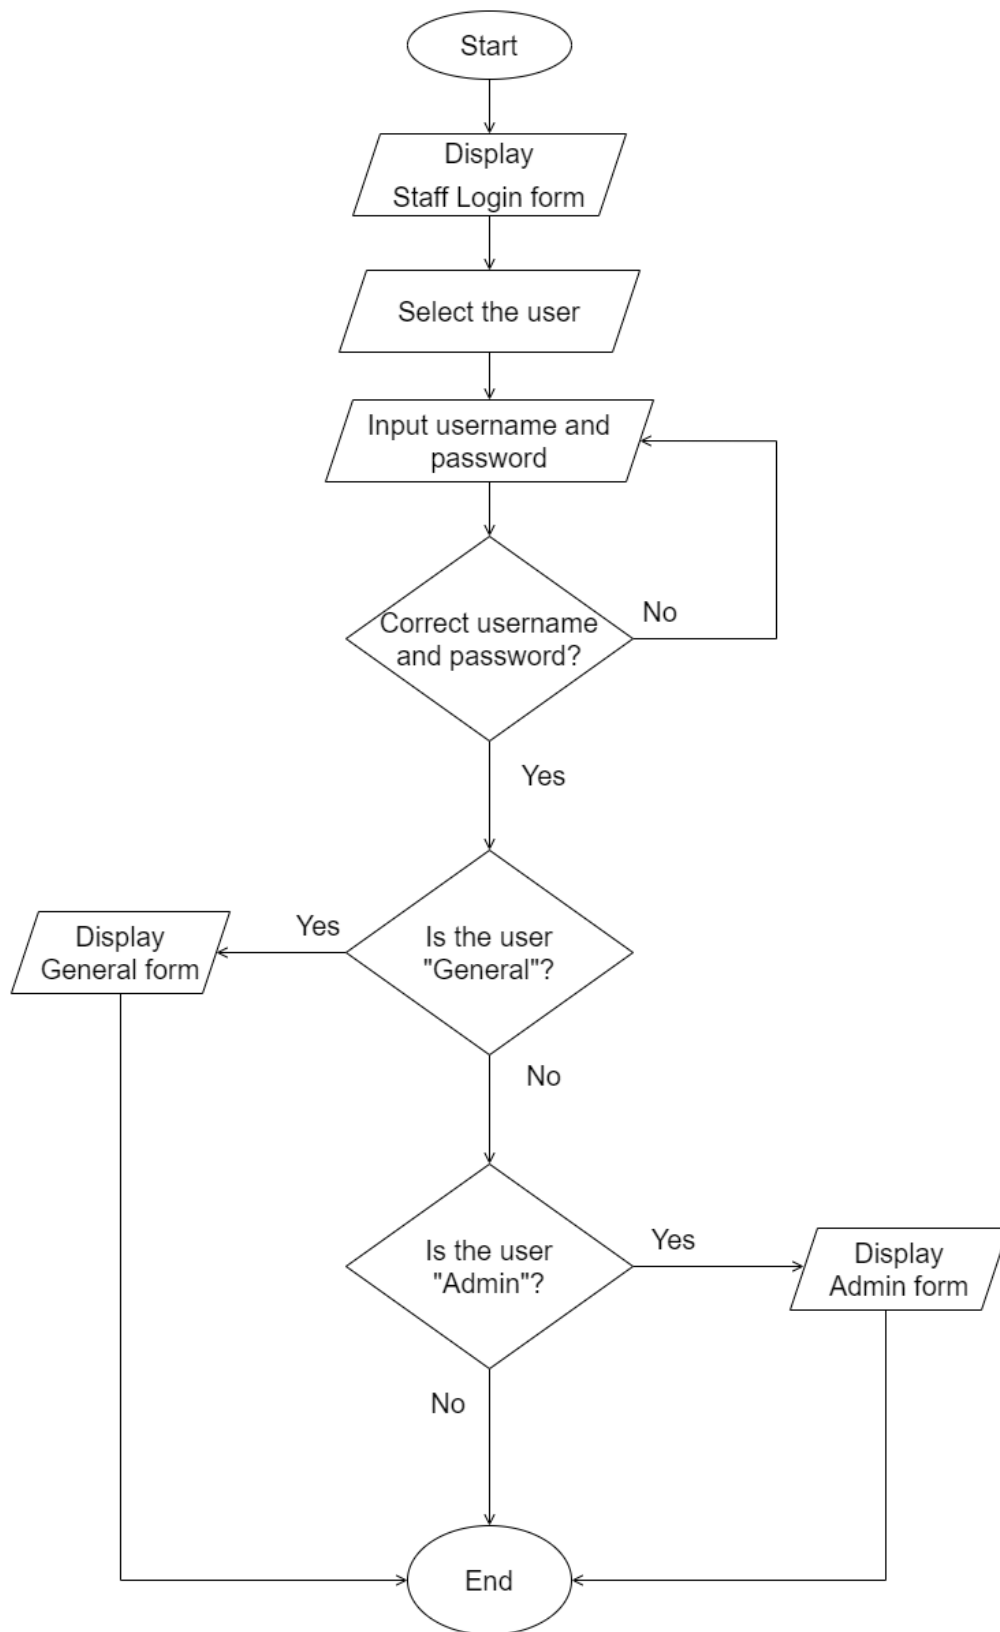 Start
Display
Staff Login form
Select the user
Input username and
password
Correct username
and password?
No
Yes
Is the user
"General"?
Yes
Display
General form
No
Is the user
"Admin"?
Yes
Display
Admin form
No
End